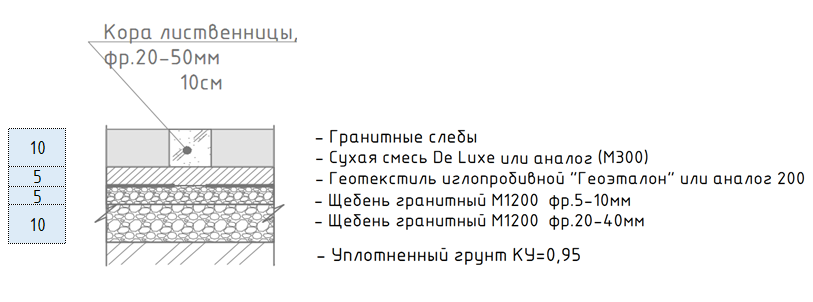 Кора лиственницы,
фр.20-50мм
10см
10
5
5
10
- Гранитные слебы
- Сухая смесь De Luxe или аналог (М300)
- Геотекстиль иглопробивной "Геоэталон" или аналог 200
- Щебень гранитный М1200 фр.5-10мм
- Щебень гранитный М1200 фр.20-40мм
- Уплотненный грунт КУ=0,95